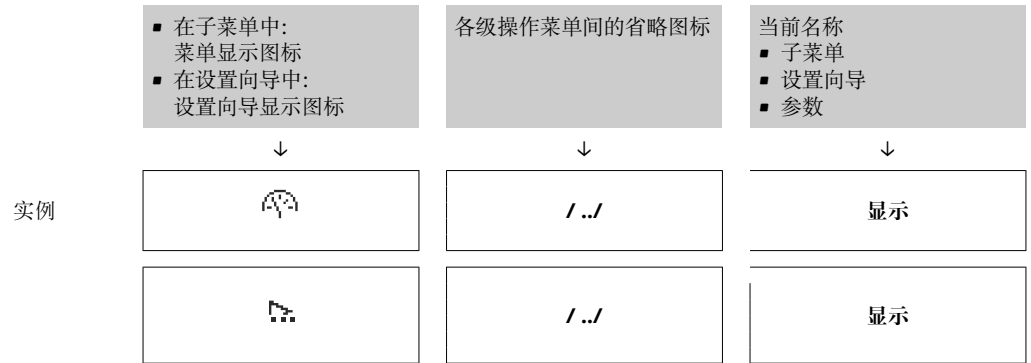 ▪ 在子菜单中:
菜单显示图标
▪ 在设置向导中:
设置向导显示图标
各级操作菜单间的省略图标
当前名称
▪ 子菜单
▪ 设置向导
▪ 参数
↓ ↓ ↓
实例 / ../ 显示
/ ../ 显示